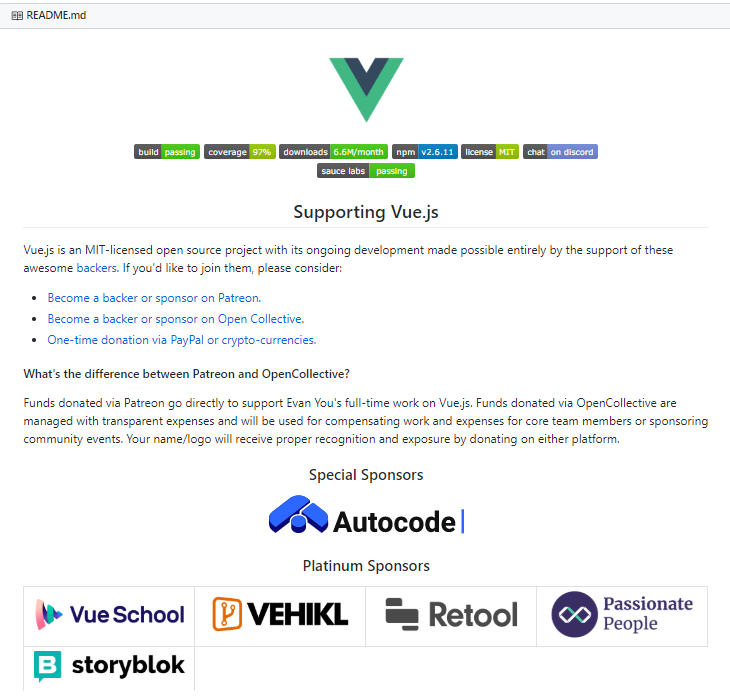 README.md
build passing coverage 97% downloads 6.6M/month npm v2.6.11 license MIT chat on discord
sauce labs passing
Supporting Vue.js
Vue.js is an MIT-licensed open source project with its ongoing development made possible entirely by the support of these
awesome backers. If you'd like to join them, please consider:
• Become a backer or sponsor on Patreon.
• Become a backer or sponsor on Open Collective.
• One-time donation via PayPal or crypto-currencies.
What's the difference between Patreon and OpenCollective?
Funds donated via Patreon go directly to support Evan You's full-time work on Vue.js. Funds donated via OpenCollective are
managed with transparent expenses and will be used for compensating work and expenses for core team members or sponsoring
community events. Your name/logo will receive proper recognition and exposure by donating on either platform.
Special Sponsors
Autocode
Platinum Sponsors
Vue School VEHIKL Retool Passionate
People
storyblok